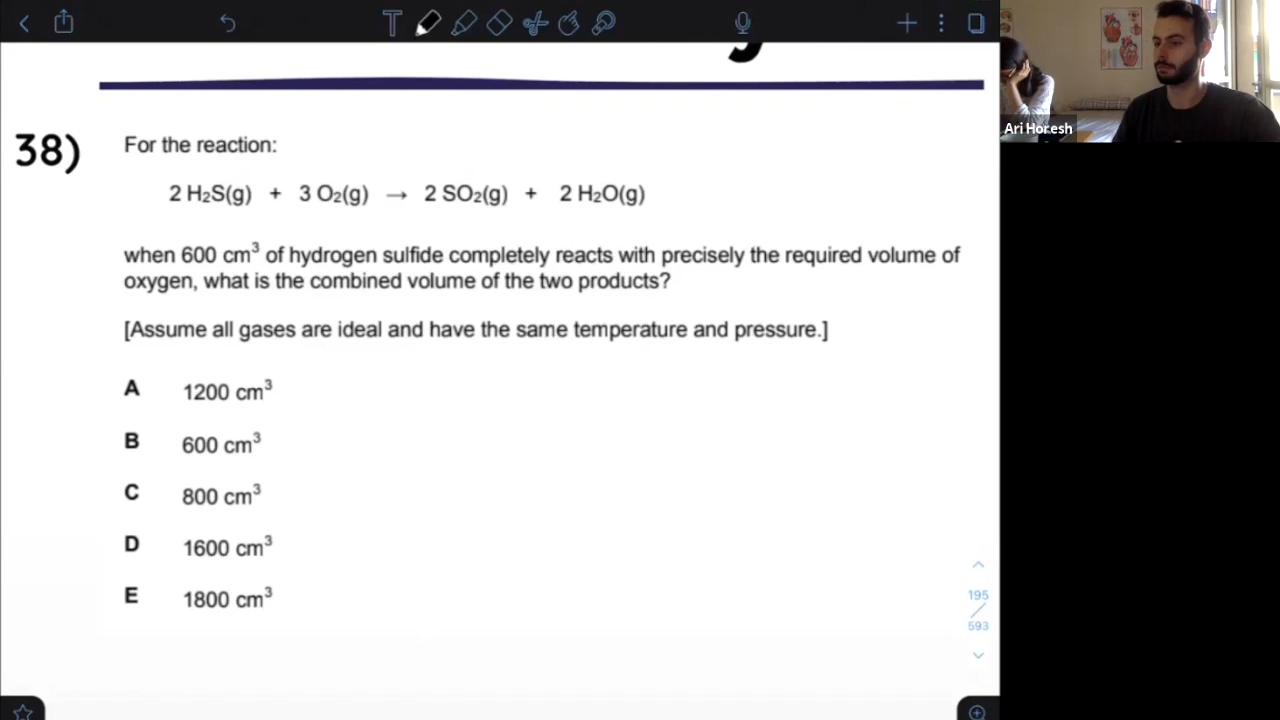 Ari Horesh
38)
For the reaction:
2 H₂S(g) + 3 O₂(g) → 2 SO₂(g) + 2 H₂O(g)
when 600 cm³ of hydrogen sulfide completely reacts with precisely the required volume of
oxygen, what is the combined volume of the two products?
[Assume all gases are ideal and have the same temperature and pressure.]
A 1200 cm³
B 600 cm³
C 800 cm³
D 1600 cm³
E 1800 cm³
195
593